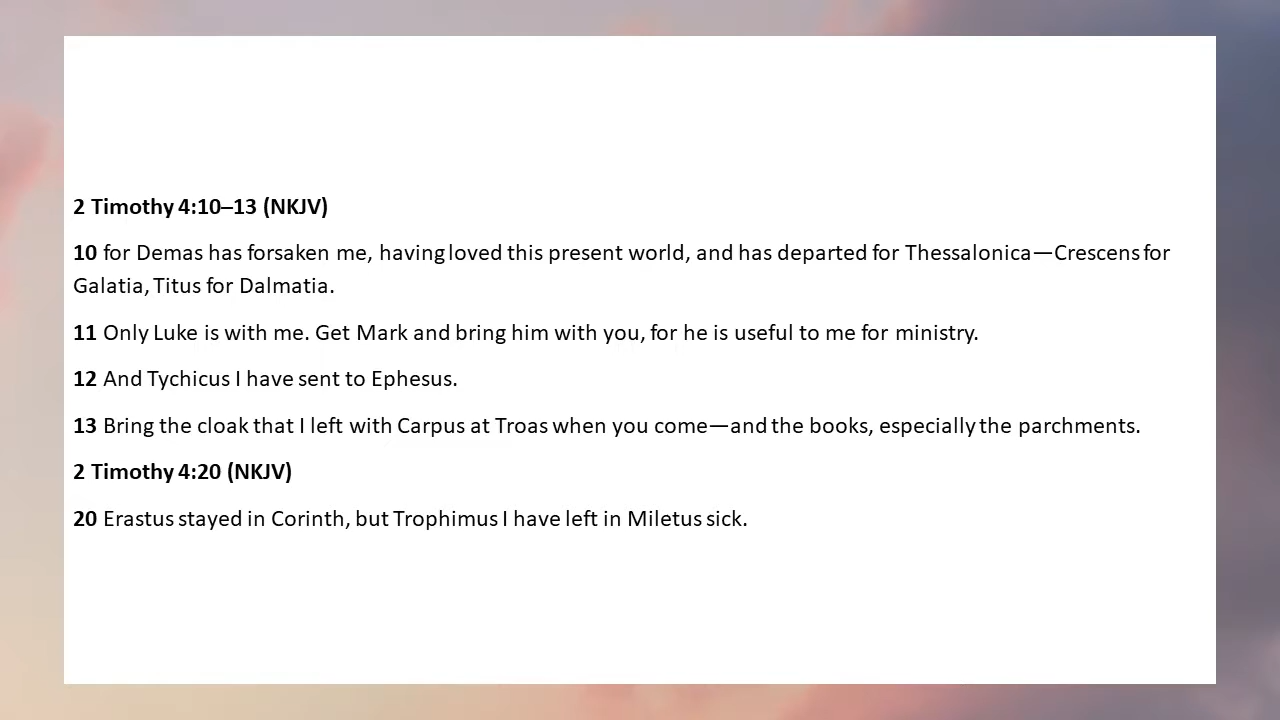 2 Timothy 4:10–13 (NKJV)
10 for Demas has forsaken me, having loved this present world, and has departed for Thessalonica—Crescens for
Galatia, Titus for Dalmatia.
11 Only Luke is with me. Get Mark and bring him with you, for he is useful to me for ministry.
12 And Tychicus I have sent to Ephesus.
13 Bring the cloak that I left with Carpus at Troas when you come—and the books, especially the parchments.
2 Timothy 4:20 (NKJV)
20 Erastus stayed in Corinth, but Trophimus I have left in Miletus sick.